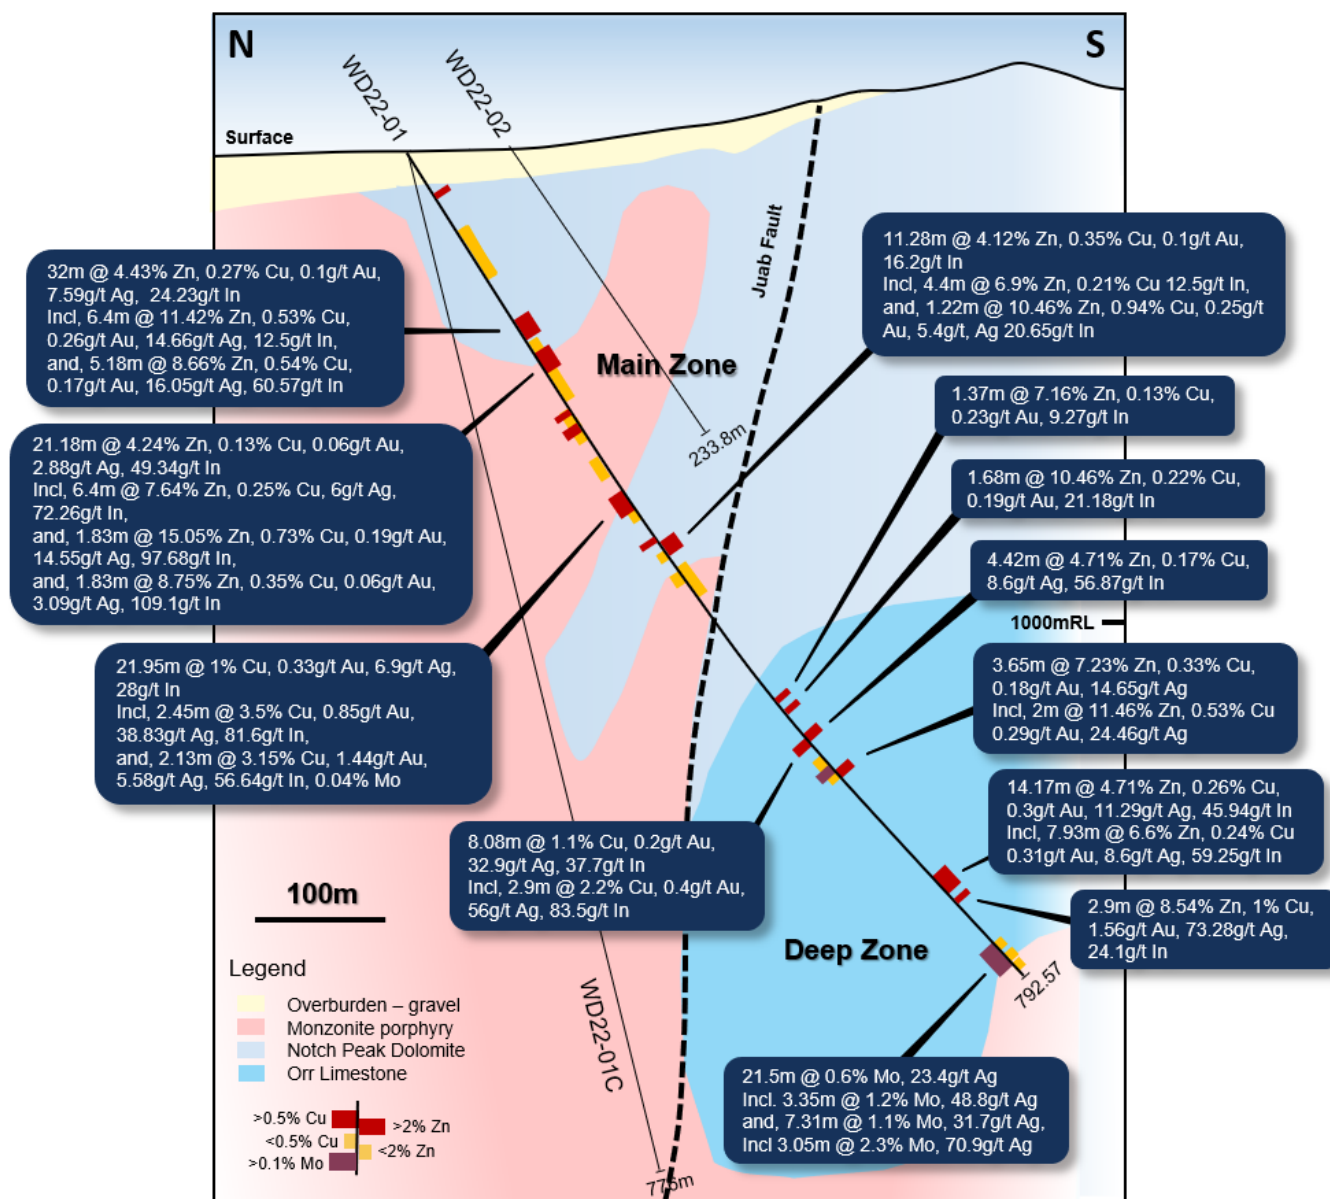 N
S
WD22-01
WD22-02
Surface
Juab Fault
32m @ 4.43% Zn, 0.27% Cu, 0.1g/t Au,
7.59g/t Ag,  24.23g/t In
Incl, 6.4m @ 11.42% Zn, 0.53% Cu,
0.26g/t Au, 14.66g/t Ag, 12.5g/t In,
and, 5.18m @ 8.66% Zn, 0.54% Cu,
0.17g/t Au, 16.05g/t Ag, 60.57g/t In
11.28m @ 4.12% Zn, 0.35% Cu, 0.1g/t Au,
16.2g/t In
Incl, 4.4m @ 6.9% Zn, 0.21% Cu 12.5g/t In,
and, 1.22m @ 10.46% Zn, 0.94% Cu, 0.25g/t
Au, 5.4g/t, Ag 20.65g/t In
Main Zone
233.8m
1.37m @ 7.16% Zn, 0.13% Cu,
0.23g/t Au, 9.27g/t In
21.18m @ 4.24% Zn, 0.13% Cu, 0.06g/t Au,
2.88g/t Ag, 49.34g/t In
Incl, 6.4m @ 7.64% Zn, 0.25% Cu, 6g/t Ag,
72.26g/t In,
and, 1.83m @ 15.05% Zn, 0.73% Cu, 0.19g/t Au,
14.55g/t Ag, 97.68g/t In,
and, 1.83m @ 8.75% Zn, 0.35% Cu, 0.06g/t Au,
3.09g/t Ag, 109.1g/t In
1.68m @ 10.46% Zn, 0.22% Cu,
0.19g/t Au, 21.18g/t In
4.42m @ 4.71% Zn, 0.17% Cu,
8.6g/t Ag, 56.87g/t In
1000mRL
21.95m @ 1% Cu, 0.33g/t Au, 6.9g/t Ag,
28g/t In
Incl, 2.45m @ 3.5% Cu, 0.85g/t Au,
38.83g/t Ag, 81.6g/t In,
and, 2.13m @ 3.15% Cu, 1.44g/t Au,
5.58g/t Ag, 56.64g/t In, 0.04% Mo
3.65m @ 7.23% Zn, 0.33% Cu,
0.18g/t Au, 14.65g/t Ag
Incl, 2m @ 11.46% Zn, 0.53% Cu
0.29g/t Au, 24.46g/t Ag
14.17m @ 4.71% Zn, 0.26% Cu,
0.3g/t Au, 11.29g/t Ag, 45.94g/t In
Incl, 7.93m @ 6.6% Zn, 0.24% Cu
0.31g/t Au, 8.6g/t Ag, 59.25g/t In
8.08m @ 1.1% Cu, 0.2g/t Au,
32.9g/t Ag, 37.7g/t In
Incl, 2.9m @ 2.2% Cu, 0.4g/t Au,
56g/t Ag, 83.5g/t In
2.9m @ 8.54% Zn, 1% Cu,
1.56g/t Au, 73.28g/t Ag,
24.1g/t In
100m
Deep Zone
792.57
WD22-01C
Legend
Overburden – gravel
Monzonite porphyry
Notch Peak Dolomite
Orr Limestone
>0.5% Cu
>2% Zn
<0.5% Cu
<2% Zn
>0.1% Mo
21.5m @ 0.6% Mo, 23.4g/t Ag
Incl. 3.35m @ 1.2% Mo, 48.8g/t Ag
and, 7.31m @ 1.1% Mo, 31.7g/t Ag,
Incl 3.05m @ 2.3% Mo, 70.9g/t Ag
775m